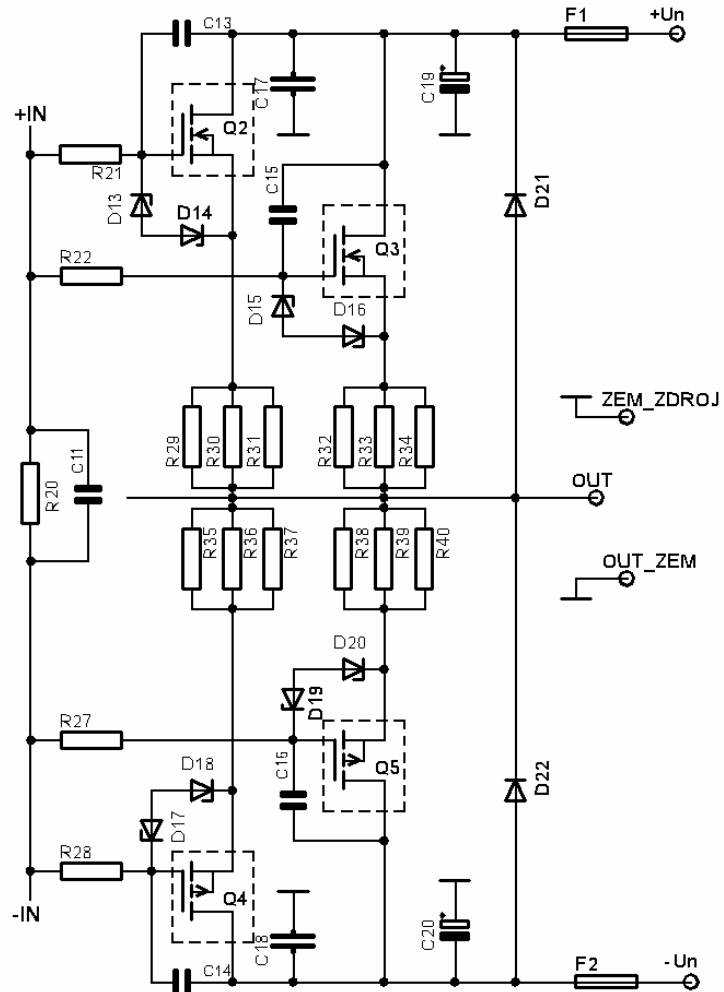 C13
F1
+Un
+IN
C17
C19
Q2
R21
C15
D13
D14
D21
Q3
R22
D15
D16
ZEM_ZDROJ
R29
R30
R31
R32
R33
R34
C11
R20
OUT
R35
R36
R37
R38
R39
R40
OUT_ZEM
D20
D19
R27
D18
C16
Q5
D22
D17
R28
Q4
-IN
C18
C20
C14
F2
-Un